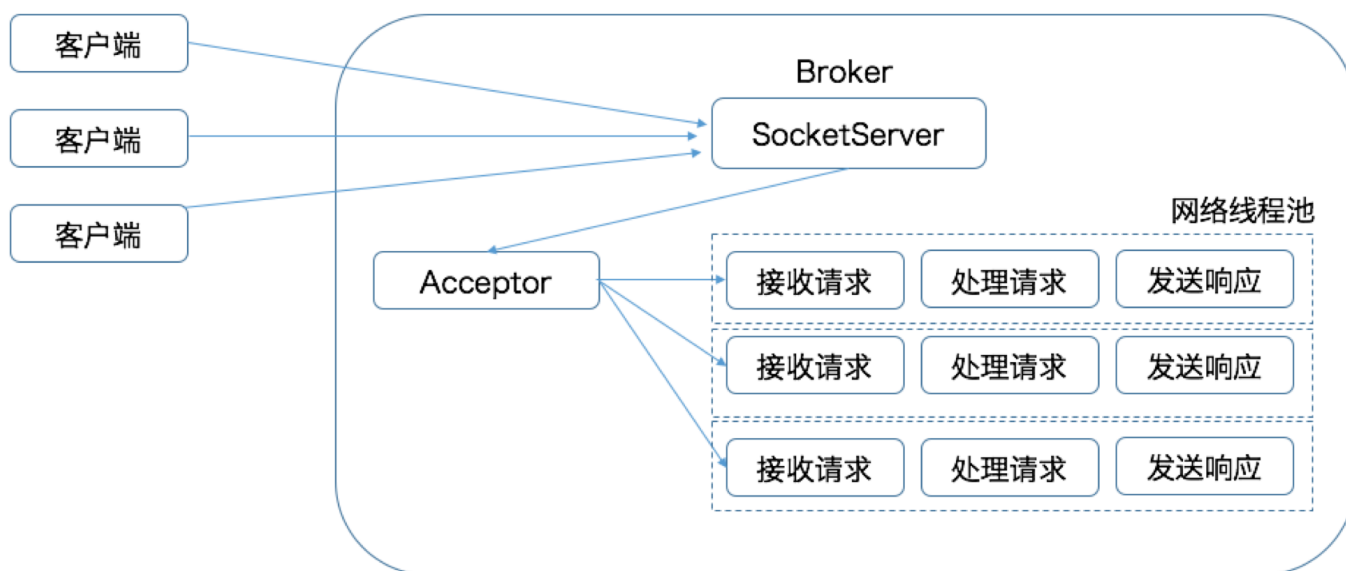 客户端
客户端
客户端
Broker
SocketServer
Acceptor
网络线程池
接收请求 处理请求 发送响应
接收请求 处理请求 发送响应
接收请求 处理请求 发送响应